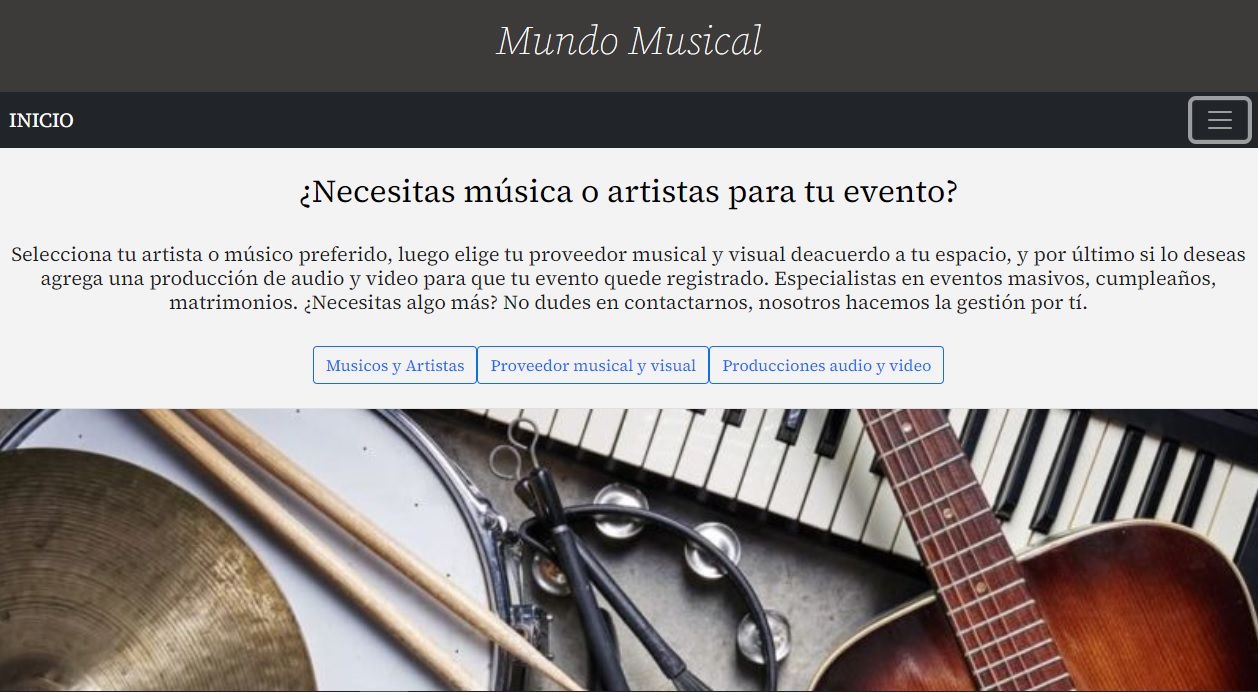 Mundo Musical
INICIO
¿Necesitas música o artistas para tu evento?
Selecciona tu artista o músico preferido, luego elige tu proveedor musical y visual deacuerdo a tu espacio, y por último si lo deseas
agrega una producción de audio y video para que tu evento quede registrado. Especialistas en eventos masivos, cumpleaños,
matrimonios. ¿Necesitas algo más? No dudes en contactarnos, nosotros hacemos la gestión por tí.
Musicos y Artistas Proveedor musical y visual Producciones audio y video